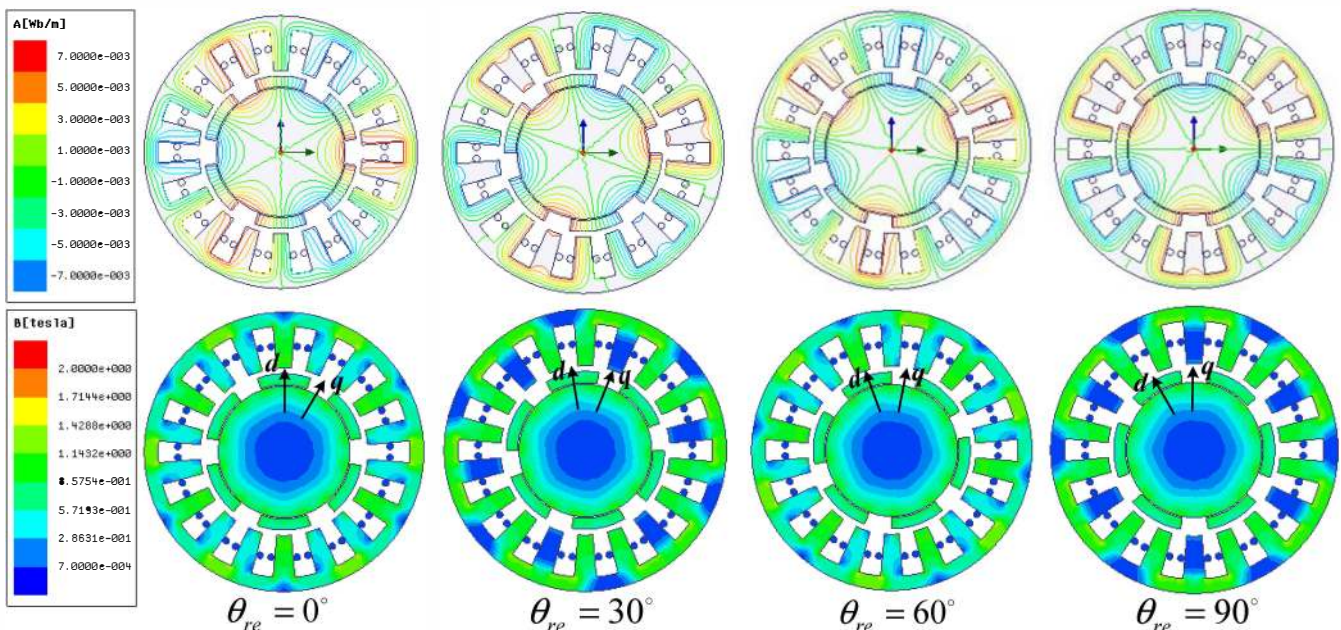 A[Wb/m]
7.0000e-003
5.0000e-003
3.0000e-003
1.0000e-003
-1.0000e-003
-3.0000e-003
-5.0000e-003
-7.0000e-003
B[tesla]
2.0000e+000
1.7144e+000
1.4288e+000
1.1432e+000
8.5754e-001
5.7193e-001
2.8631e-001
7.0000e-004
d q
d q
d q
d q
θre = 0°
θre = 30°
θre = 60°
θre = 90°